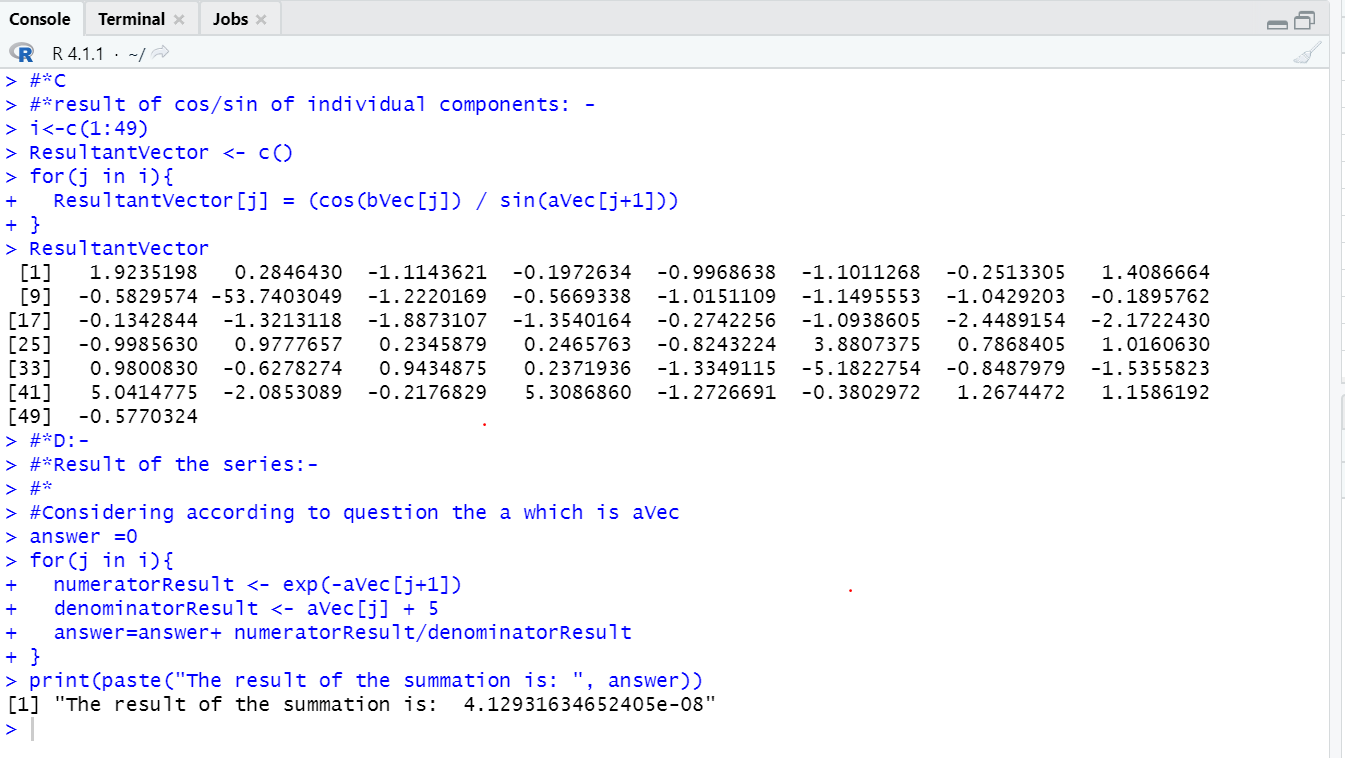 Console Terminal × Jobs ×
R R 4.1.1 · ~/
> #*C
> #*result of cos/sin of individual components: -
> i<-c(1:49)
> ResultantVector <- c()
> for(j in i){
+   ResultantVector[j] = (cos(bVec[j]) / sin(aVec[j+1]))
+ }
> ResultantVector
 [1]   1.9235198   0.2846430  -1.1143621  -0.1972634  -0.9968638  -1.1011268  -0.2513305   1.4086664
 [9]  -0.5829574 -53.7403049  -1.2220169  -0.5669338  -1.0151109  -1.1495553  -1.0429203  -0.1895762
[17]  -0.1342844  -1.3213118  -1.8873107  -1.3540164  -0.2742256  -1.0938605  -2.4489154  -2.1722430
[25]  -0.9985630   0.9777657   0.2345879   0.2465763  -0.8243224   3.8807375   0.7868405   1.0160630
[33]   0.9800830  -0.6278274   0.9434875   0.2371936  -1.3349115  -5.1822754  -0.8487979  -1.5355823
[41]   5.0414775  -2.0853089  -0.2176829   5.3086860  -1.2726691  -0.3802972   1.2674472   1.1586192
[49]  -0.5770324
> #*D:-
> #*Result of the series:-
> #*
> #Considering according to question the a which is aVec
> answer =0
> for(j in i){
+   numeratorResult <- exp(-aVec[j+1])
+   denominatorResult <- aVec[j] + 5
+   answer=answer+ numeratorResult/denominatorResult
+ }
> print(paste("The result of the summation is: ", answer))
[1] "The result of the summation is:  4.12931634652405e-08"
>